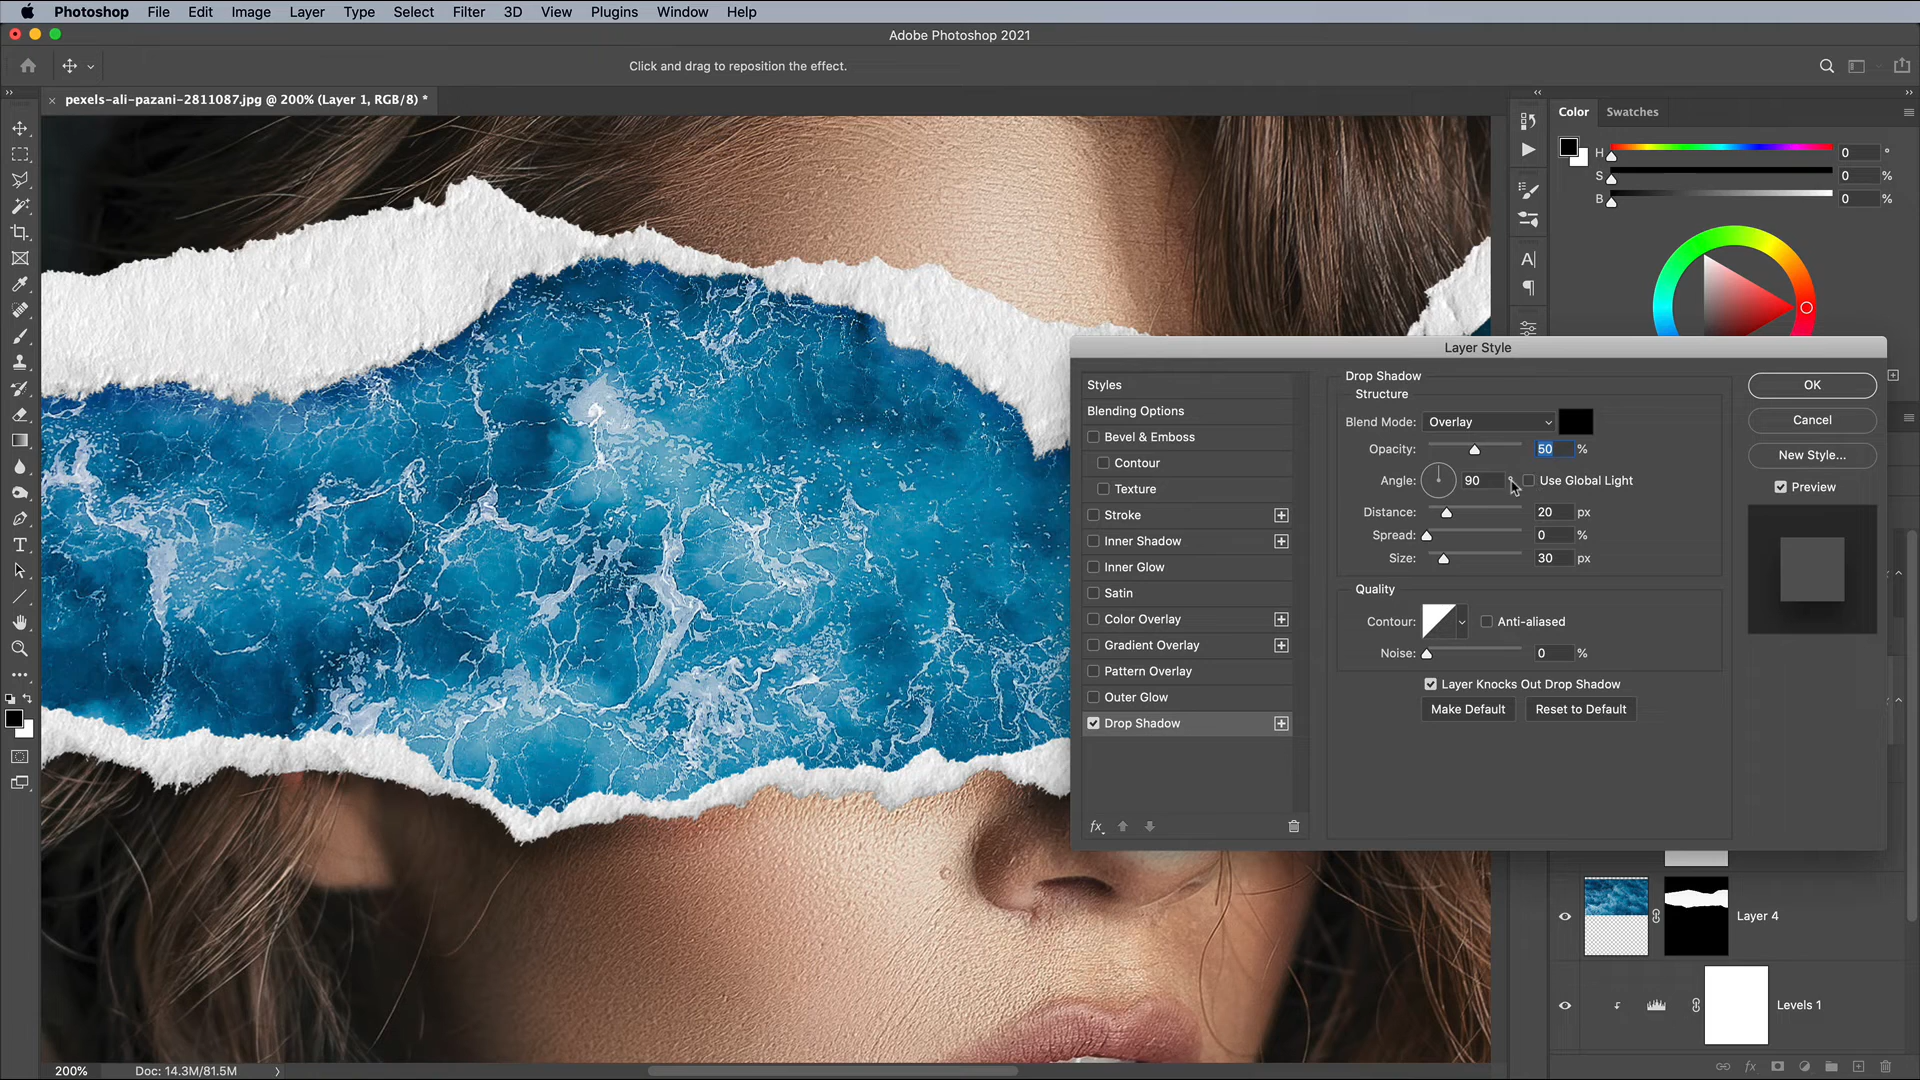 Photoshop File Edit Image Layer Type Select Filter 3D View Plugins Window Help
Adobe Photoshop 2021
Click and drag to reposition the effect.
pexels-ali-pazani-2811087.jpg @ 200% (Layer 1, RGB/8) *
Color Swatches
H 0 °
S 0 %
B 0 %
Layer Style
Styles
Blending Options
Bevel & Emboss
Contour
Texture
Stroke
Inner Shadow
Inner Glow
Satin
Color Overlay
Gradient Overlay
Pattern Overlay
Outer Glow
Drop Shadow
fx
Drop Shadow
Structure
Blend Mode: Overlay
Opacity: 50 %
Angle: 90 ° Use Global Light
Distance: 20 px
Spread: 0 %
Size: 30 px
Quality
Contour: Anti-aliased
Noise: 0 %
Layer Knocks Out Drop Shadow
Make Default Reset to Default
OK
Cancel
New Style...
Preview
Layer 4
Levels 1
fx
200% Doc: 14.3M/81.5M